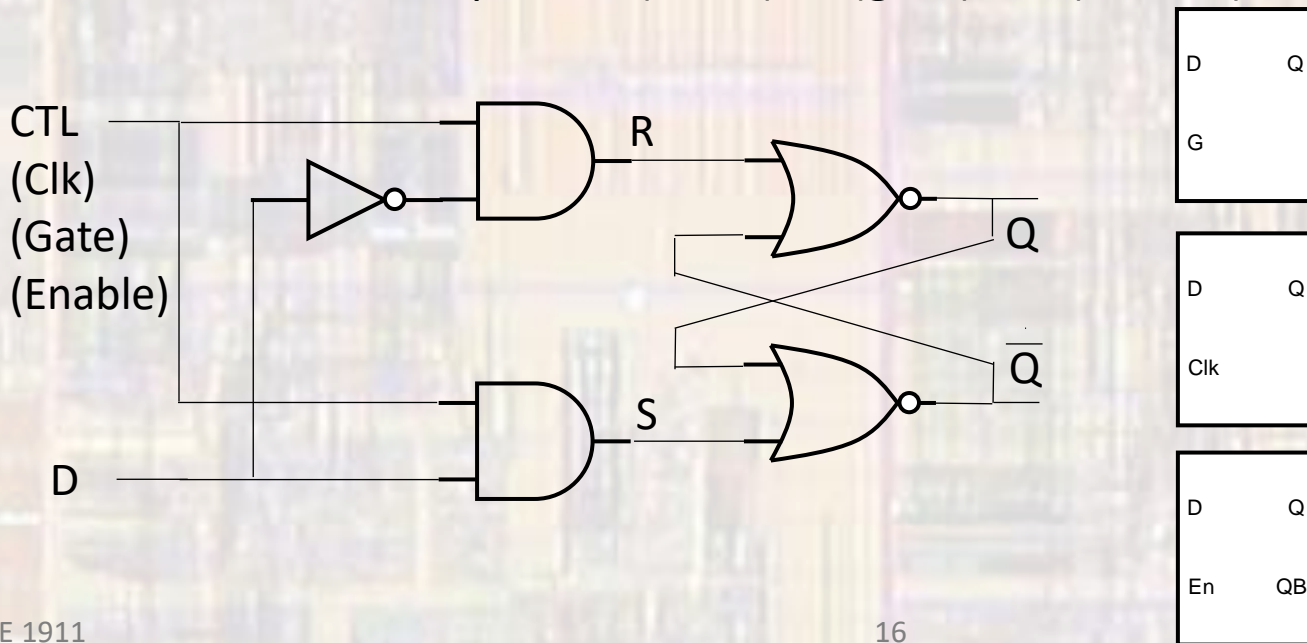 CTL
(Clk)
(Gate)
(Enable)
D
R
S
Q
Q
D Q
G
D Q
Clk
D Q
En QB
E 1911
16